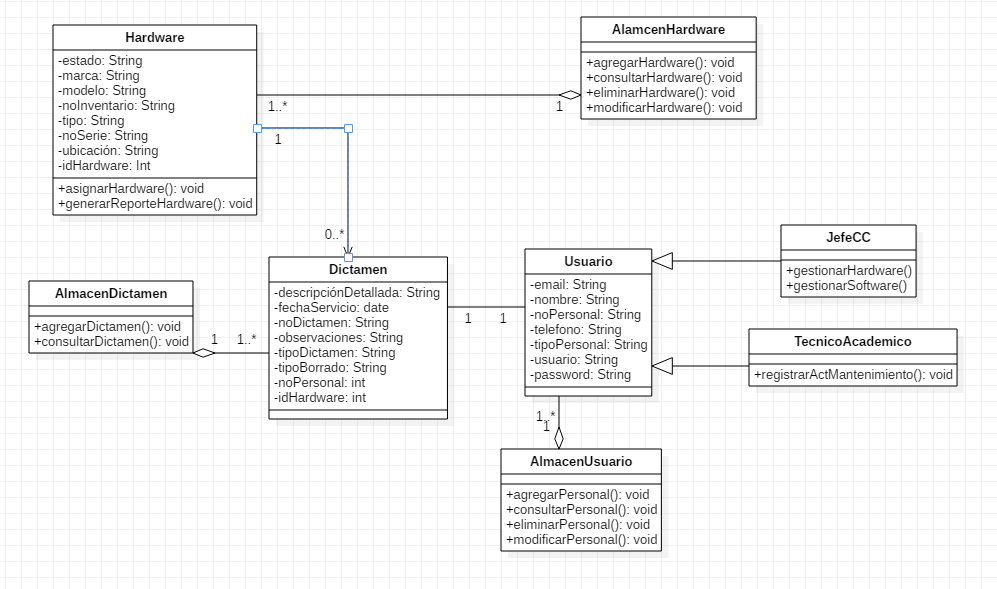 Hardware
-estado: String
-marca: String
-modelo: String
-noInventario: String
-tipo: String
-noSerie: String
-ubicación: String
-idHardware: Int
+asignarHardware(): void
+generarReporteHardware(): void
1..*
1
AlamcenHardware
+agregarHardware(): void
+consultarHardware(): void
+eliminarHardware(): void
+modificarHardware(): void
1
0..*
AlmacenDictamen
+agregarDictamen(): void
+consultarDictamen(): void
1
1..*
Dictamen
-descripciónDetallada: String
-fechaServicio: date
-noDictamen: String
-observaciones: String
-tipoDictamen: String
-tipoBorrado: String
-noPersonal: int
-idHardware: int
1
1
Usuario
-email: String
-nombre: String
-noPersonal: String
-telefono: String
-tipoPersonal: String
-usuario: String
-password: String
JefeCC
+gestionarHardware()
+gestionarSoftware()
TecnicoAcademico
+registrarActMantenimiento(): void
1..*
1
AlmacenUsuario
+agregarPersonal(): void
+consultarPersonal(): void
+eliminarPersonal(): void
+modificarPersonal(): void